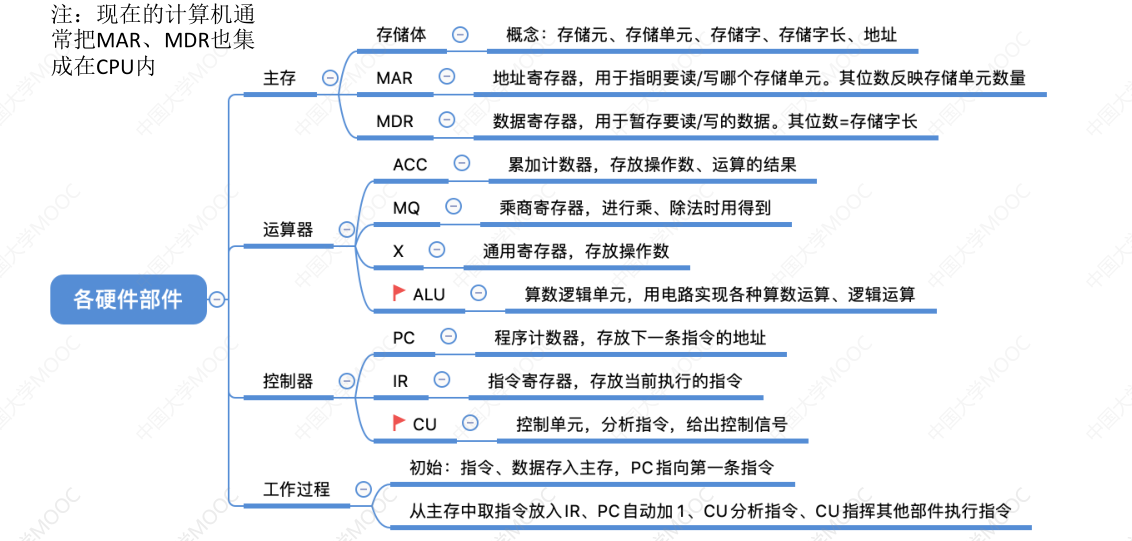 注：现在的计算机通
常把MAR、MDR也集
成在CPU内
各硬件部件
主存
存储体
概念：存储元、存储单元、存储字、存储字长、地址
MAR
地址寄存器，用于指明要读/写哪个存储单元。其位数反映存储单元数量
MDR
数据寄存器，用于暂存要读/写的数据。其位数=存储字长
运算器
ACC
累加计数器，存放操作数、运算的结果
MQ
乘商寄存器，进行乘、除法时用得到
X
通用寄存器，存放操作数
ALU
算数逻辑单元，用电路实现各种算数运算、逻辑运算
控制器
PC
程序计数器，存放下一条指令的地址
IR
指令寄存器，存放当前执行的指令
CU
控制单元，分析指令，给出控制信号
工作过程
初始：指令、数据存入主存，PC指向第一条指令
从主存中取指令放入IR、PC自动加1、CU分析指令、CU指挥其他部件执行指令
中国大学MOOC